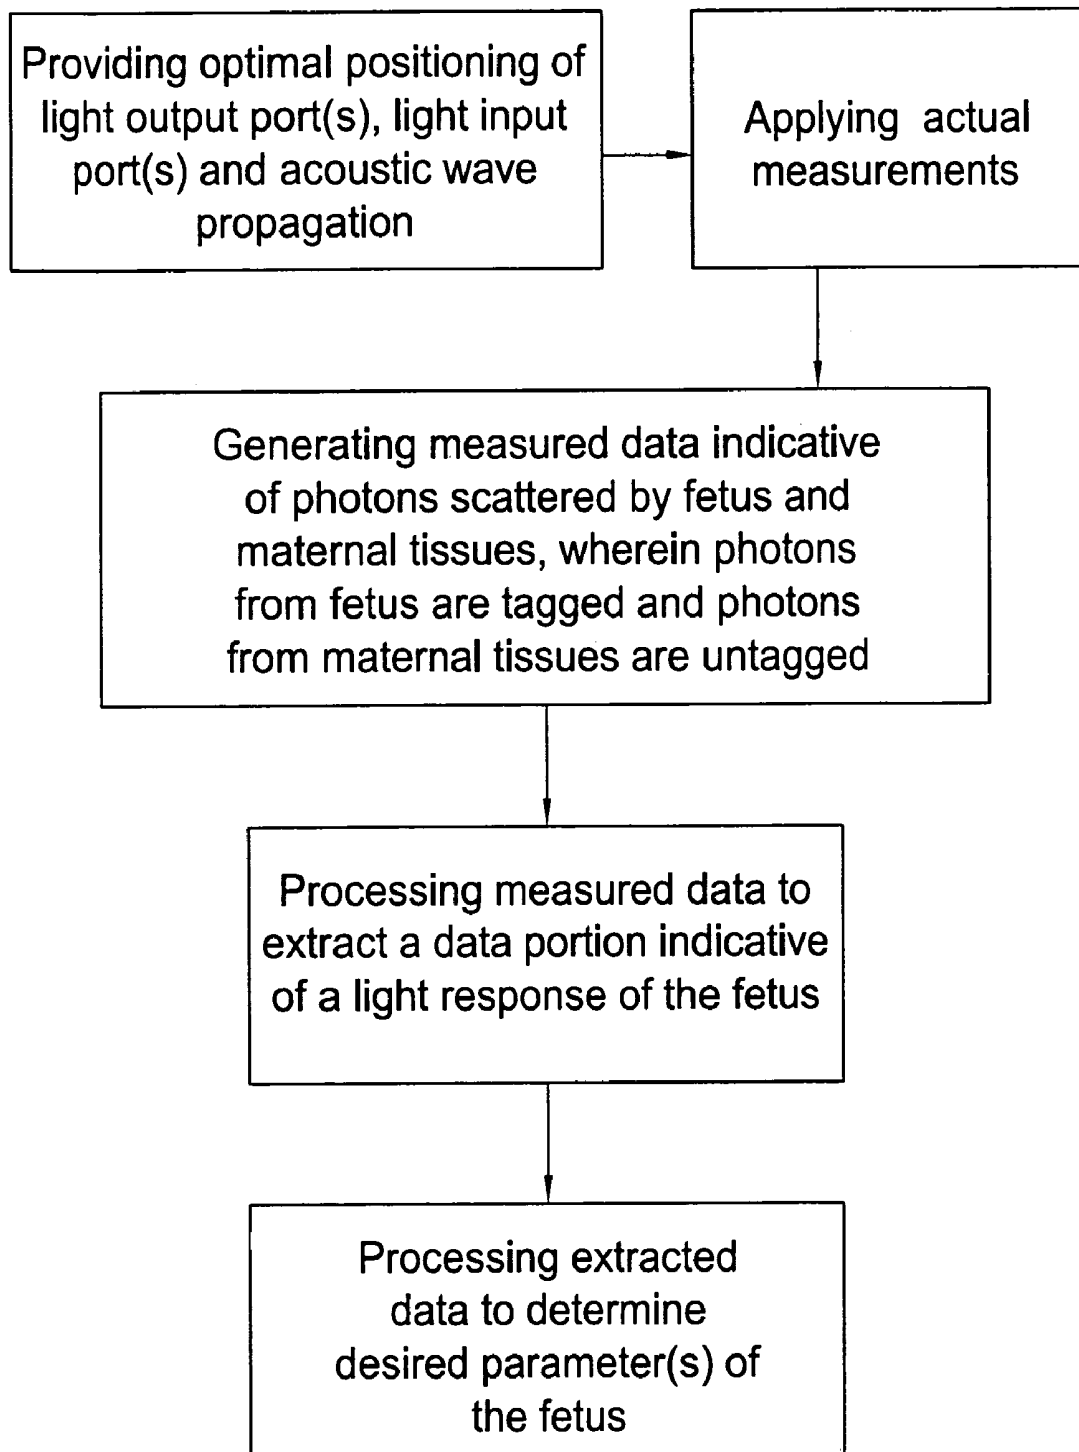 Providing optimal positioning of
light output port(s), light input
port(s) and acoustic wave
propagation
Applying actual
measurements
Generating measured data indicative
of photons scattered by fetus and
maternal tissues, wherein photons
from fetus are tagged and photons
from maternal tissues are untagged
Processing measured data to
extract a data portion indicative
of a light response of the fetus
Processing extracted
data to determine
desired parameter(s) of
the fetus